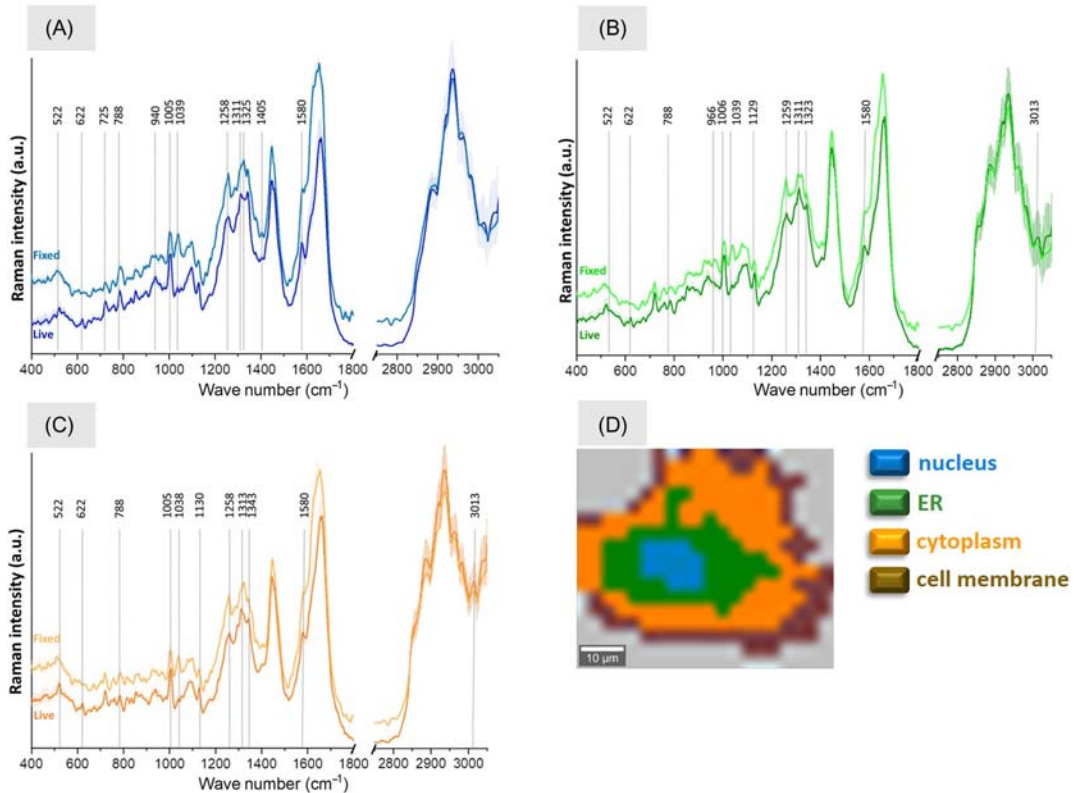 (A)
522
622
725
788
940
1005
1039
1258
1311
1325
1405
1580
Fixed
Live
Raman intensity (a.u.)
400 600 800 1000 1200 1400 1600 1800 2800 2900 3000
Wave number (cm⁻¹)
(B)
522
622
788
966
1006
1039
1129
1259
1311
1323
1580
3013
Fixed
Live
Raman intensity (a.u.)
400 600 800 1000 1200 1400 1600 1800 2800 2900 3000
Wave number (cm⁻¹)
(C)
522
622
788
1005
1038
1130
1258
1313
1343
1580
3013
Fixed
Live
Raman intensity (a.u.)
400 600 800 1000 1200 1400 1600 1800 2800 2900 3000
Wave number (cm⁻¹)
(D)
10 µm
nucleus
ER
cytoplasm
cell membrane